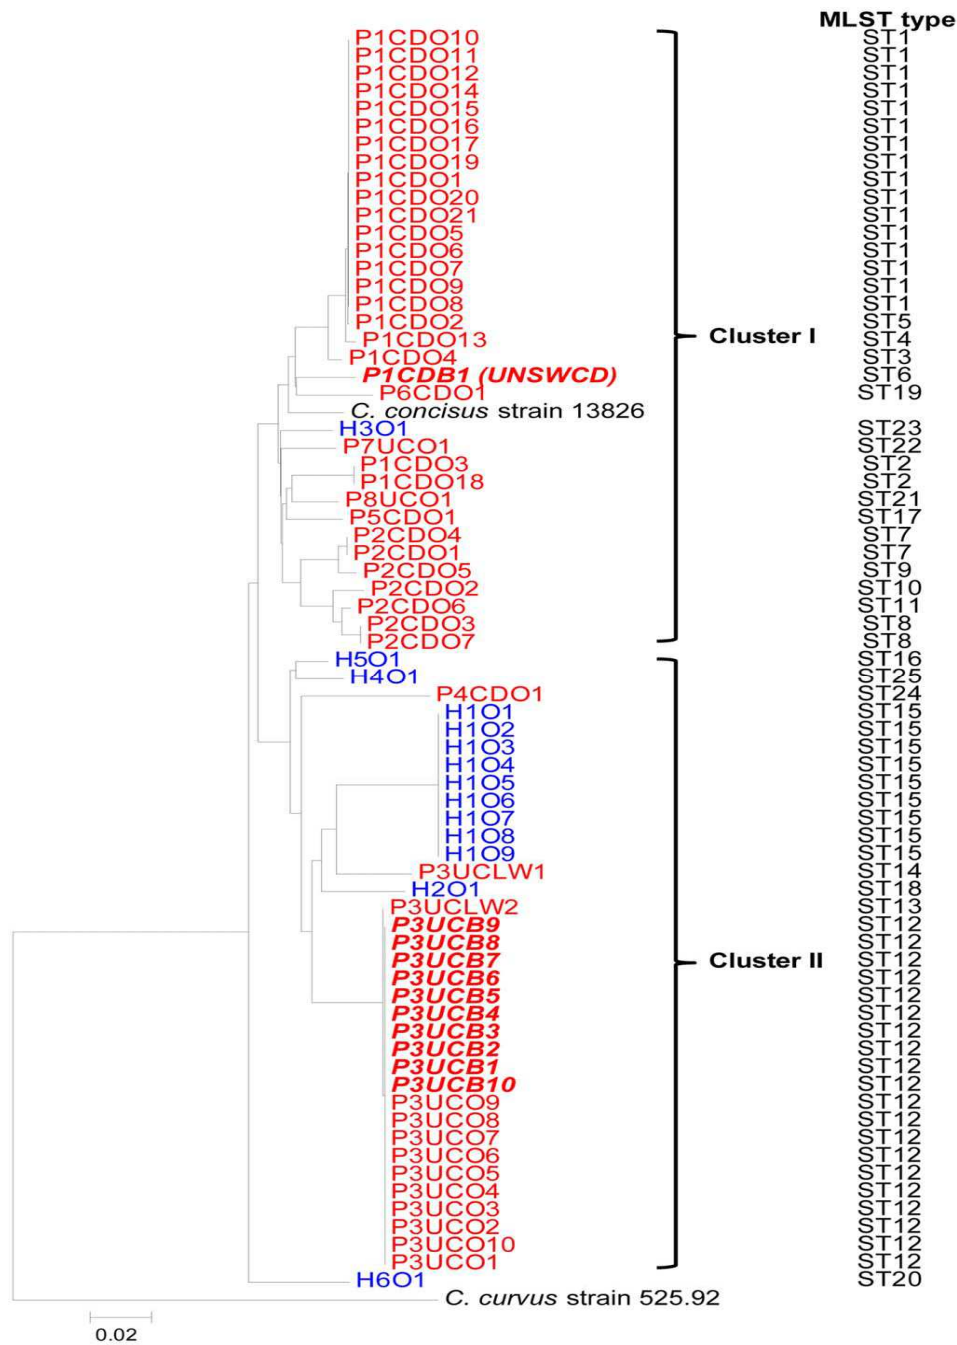 MLST type
P1CDO10 ST1
P1CDO11 ST1
P1CDO12 ST1
P1CDO14 ST1
P1CDO15 ST1
P1CDO16 ST1
P1CDO17 ST1
P1CDO19 ST1
P1CDO1 ST1
P1CDO20 ST1
P1CDO21 ST1
P1CDO5 ST1
P1CDO6 ST1
P1CDO7 ST1
P1CDO9 ST1
P1CDO8 ST1
P1CDO2 ST5
P1CDO13 Cluster I ST4
P1CDO4 ST3
P1CDB1 (UNSWCD) ST6
P6CDO1 ST19
C. concisus strain 13826
H3O1 ST23
P7UCO1 ST22
P1CDO3 ST2
P1CDO18 ST2
P8UCO1 ST21
P5CDO1 ST17
P2CDO4 ST7
P2CDO1 ST7
P2CDO5 ST9
P2CDO2 ST10
P2CDO6 ST11
P2CDO3 ST8
P2CDO7 ST8
H5O1 ST16
H4O1 ST25
P4CDO1 ST24
H1O1 ST15
H1O2 ST15
H1O3 ST15
H1O4 ST15
H1O5 ST15
H1O6 ST15
H1O7 ST15
H1O8 ST15
H1O9 ST15
P3UCLW1 ST14
H2O1 ST18
P3UCLW2 ST13
P3UCB9 ST12
P3UCB8 ST12
P3UCB7 Cluster II ST12
P3UCB6 ST12
P3UCB5 ST12
P3UCB4 ST12
P3UCB3 ST12
P3UCB2 ST12
P3UCB1 ST12
P3UCB10 ST12
P3UCO9 ST12
P3UCO8 ST12
P3UCO7 ST12
P3UCO6 ST12
P3UCO5 ST12
P3UCO4 ST12
P3UCO3 ST12
P3UCO2 ST12
P3UCO10 ST12
P3UCO1 ST12
H6O1 ST20
C. curvus strain 525.92
0.02